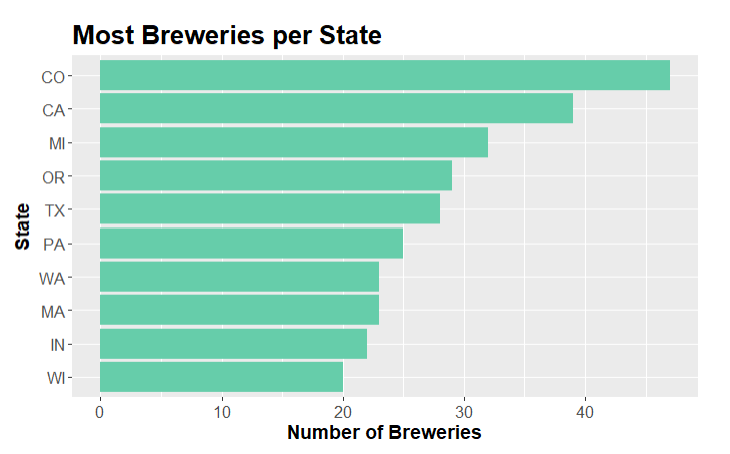 Most Breweries per State
CO
CA
MI
OR
TX
PA
WA
MA
IN
WI
State
0 10 20 30 40
Number of Breweries